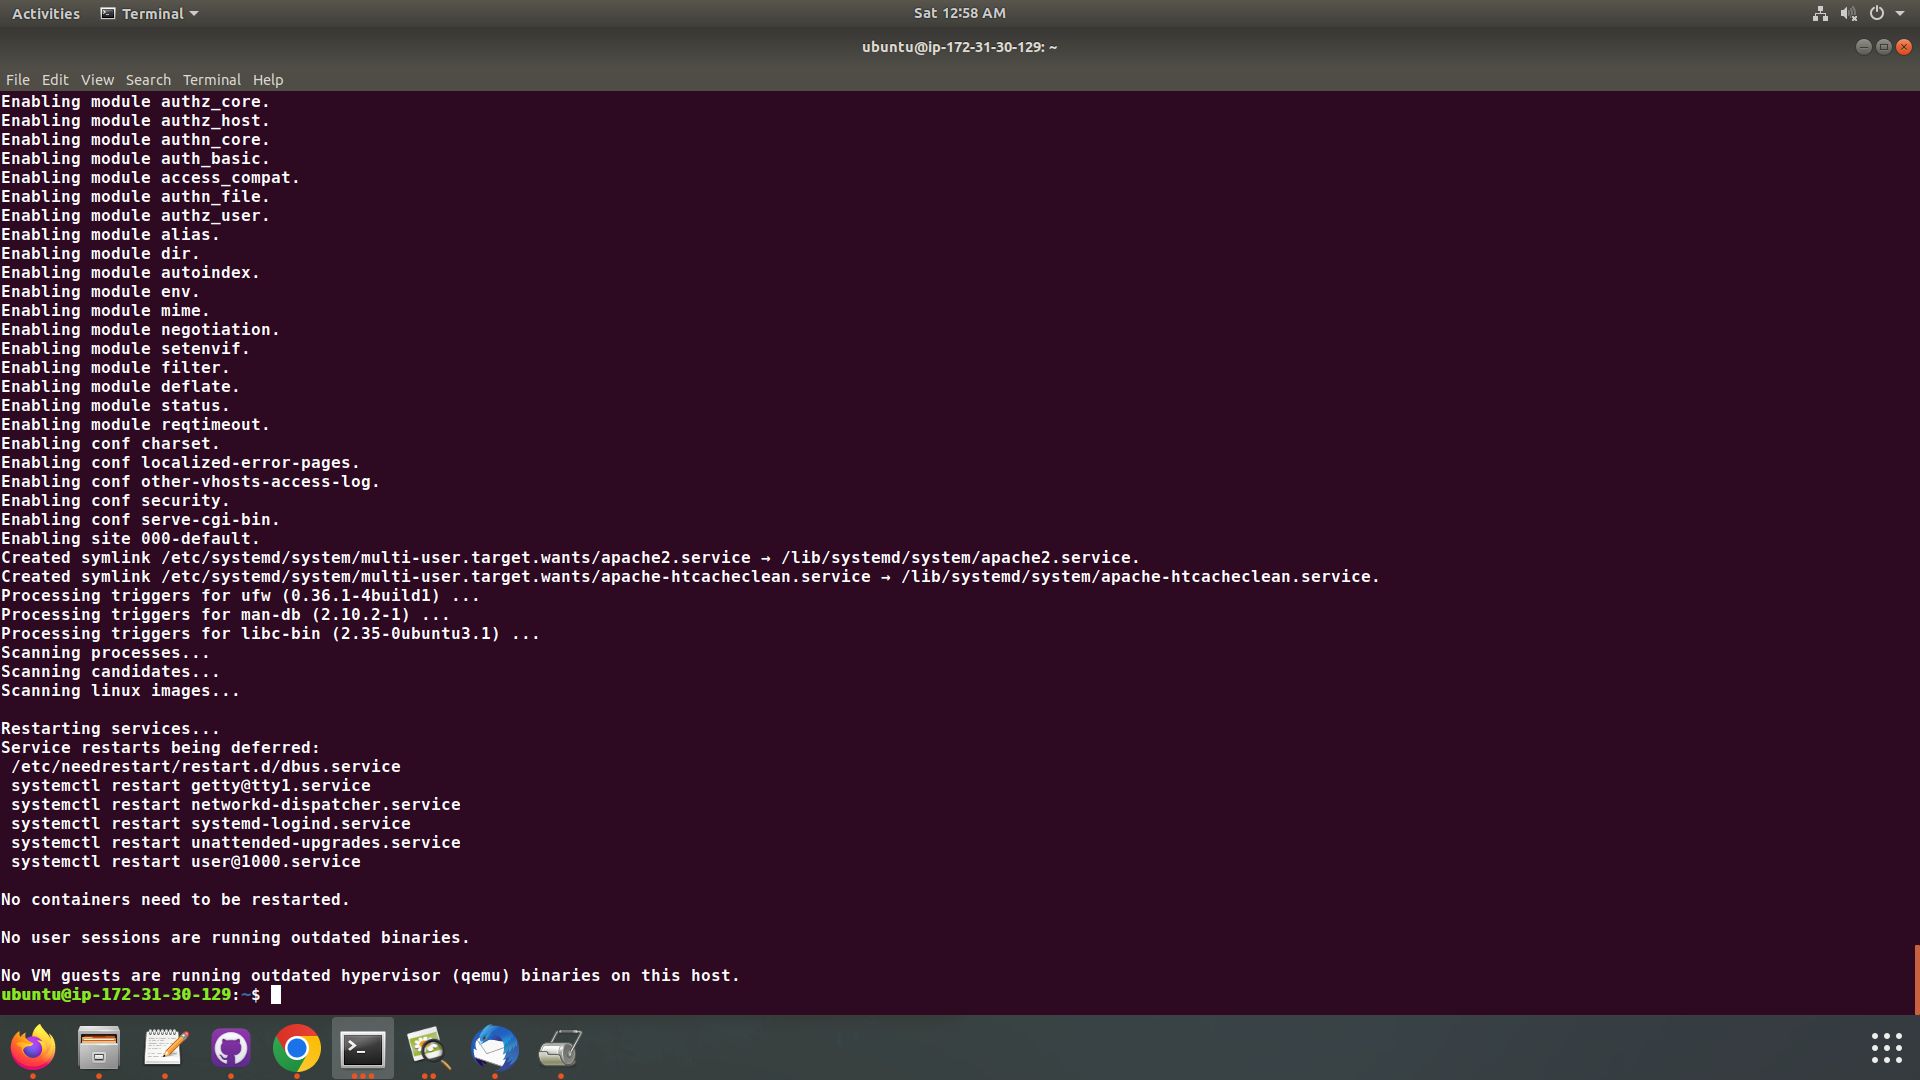 Activities
Terminal
Sat 12:58 AM
ubuntu@ip-172-31-30-129: ~
File Edit View Search Terminal Help
Enabling module authz_core.
Enabling module authz_host.
Enabling module authn_core.
Enabling module auth_basic.
Enabling module access_compat.
Enabling module authn_file.
Enabling module authz_user.
Enabling module alias.
Enabling module dir.
Enabling module autoindex.
Enabling module env.
Enabling module mime.
Enabling module negotiation.
Enabling module setenvif.
Enabling module filter.
Enabling module deflate.
Enabling module status.
Enabling module reqtimeout.
Enabling conf charset.
Enabling conf localized-error-pages.
Enabling conf other-vhosts-access-log.
Enabling conf security.
Enabling conf serve-cgi-bin.
Enabling site 000-default.
Created symlink /etc/systemd/system/multi-user.target.wants/apache2.service → /lib/systemd/system/apache2.service.
Created symlink /etc/systemd/system/multi-user.target.wants/apache-htcacheclean.service → /lib/systemd/system/apache-htcacheclean.service.
Processing triggers for ufw (0.36.1-4build1) ...
Processing triggers for man-db (2.10.2-1) ...
Processing triggers for libc-bin (2.35-0ubuntu3.1) ...
Scanning processes...
Scanning candidates...
Scanning linux images...
Restarting services...
Service restarts being deferred:
/etc/needrestart/restart.d/dbus.service
systemctl restart getty@tty1.service
systemctl restart networkd-dispatcher.service
systemctl restart systemd-logind.service
systemctl restart unattended-upgrades.service
systemctl restart user@1000.service
No containers need to be restarted.
No user sessions are running outdated binaries.
No VM guests are running outdated hypervisor (qemu) binaries on this host.
ubuntu@ip-172-31-30-129:~$